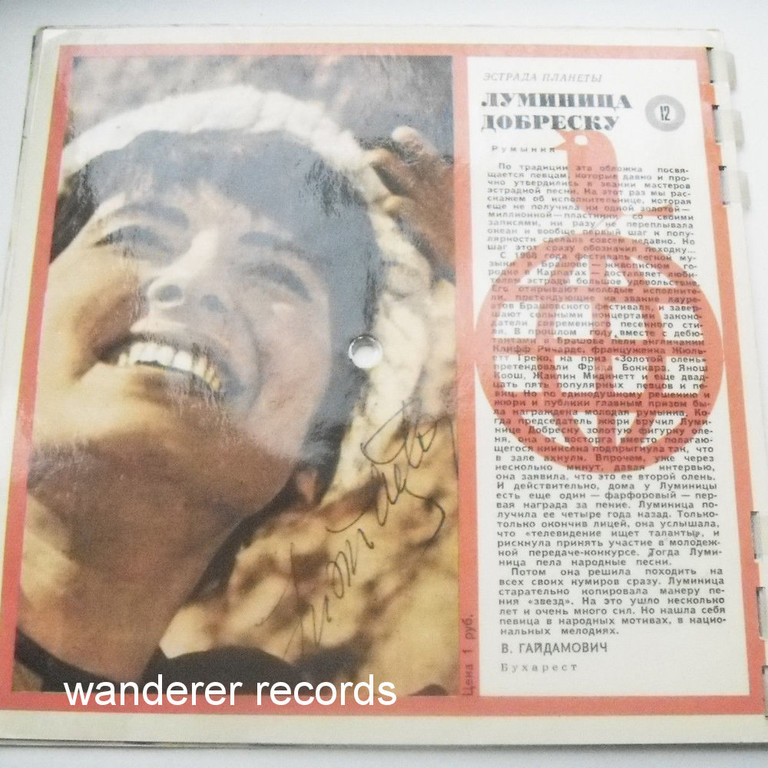 ЭСТРАДА ПЛАНЕТЫ
ЛУМИНИЦА
ДОБРЕСКУ
12
Румыния
По традиции эта обложка посвя-
щается певцам, которые давно и про-
чно утвердились в звании мастеров
эстрадной песни. На этот раз мы рас-
скажем об исполнительнице, которая
еще не получила ни одной золотой —
миллионной — пластинки со своими
записями, ни разу не переплывала
океан и вообще первый шаг к попу-
лярности сделала совсем недавно. Но
шаг этот сразу обозначил походку...
С 1968 года фестиваль легкой му-
зыки в Брашове — живописном го-
родке в Карпатах — доставляет люби-
телям эстрады большое удовольствие.
Его открывают молодые исполните-
ли, претендующие на звание лауре-
атов Брашовского фестиваля, и завер-
шают сольными концертами законо-
датели современного песенного сти-
ля. В прошлом году вместе с дебю-
тантами в Брашове пели англичанин
Клифф Ричардс, француженка Жюль-
етт Греко, на приз «Золотой олень»
претендовали Фрида Боккара, Янош
Коош, Жаклин Мидинетт и еще двад-
цать пять популярных певцов и пе-
виц. Но по единодушному решению и
жюри и публики главным призом бы-
ла награждена молодая румынка. Ко-
гда председатель жюри вручил Луми-
нице Добреску золотую фигурку оле-
ня, она от восторга вместо полагаю-
щегося книксена подпрыгнула так, что
в зале ахнули. Впрочем, уже через
несколько минут, давая интервью,
она заявила, что это ее второй олень.
И действительно, дома у Луминицы
есть еще один — фарфоровый — пер-
вая награда за пение. Луминица по-
лучила ее четыре года назад. Только-
только окончив лицей, она услышала,
что «телевидение ищет таланты», и
рискнула принять участие в молодеж-
ной передаче-конкурсе. Тогда Луми-
ница пела народные песни.
Потом она решила походить на
всех своих кумиров сразу. Луминица
старательно копировала манеру пе-
ния «звезд». На это ушло несколько
лет и очень много сил. Но нашла себя
певица в народных мотивах, в нацио-
нальных мелодиях.
В. ГАЙДАМОВИЧ
Бухарест
Цена 1 руб.
wanderer records